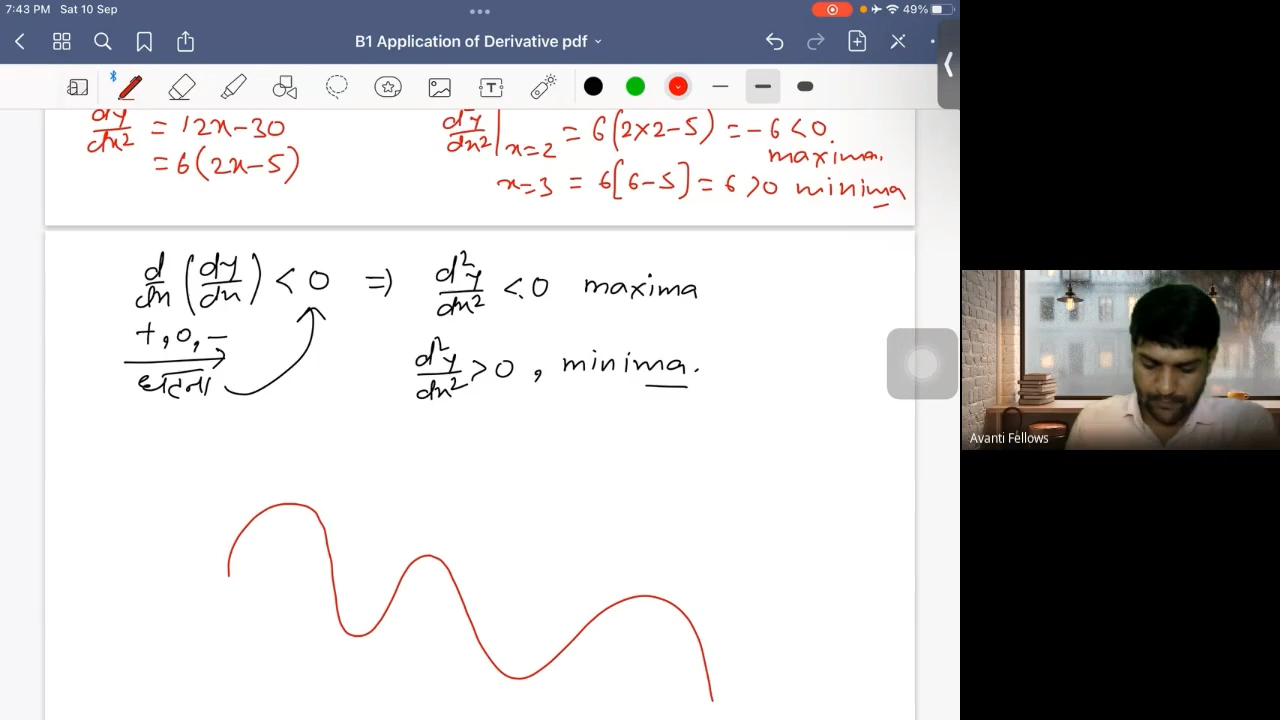 7:43 PM Sat 10 Sep
49%
B1 Application of Derivative pdf
dy/dx² = 12x-30
= 6(2x-5)
d²y/dx²|x=2 = 6(2×2-5) = -6 <0.
maxima.
x=3 = 6[6-5] = 6 >0 minima
d/dx (dy/dx) < 0 => d²y/dx² <0 maxima
+, 0, -
घटना
d²y/dx² >0 , minima.
Avanti Fellows